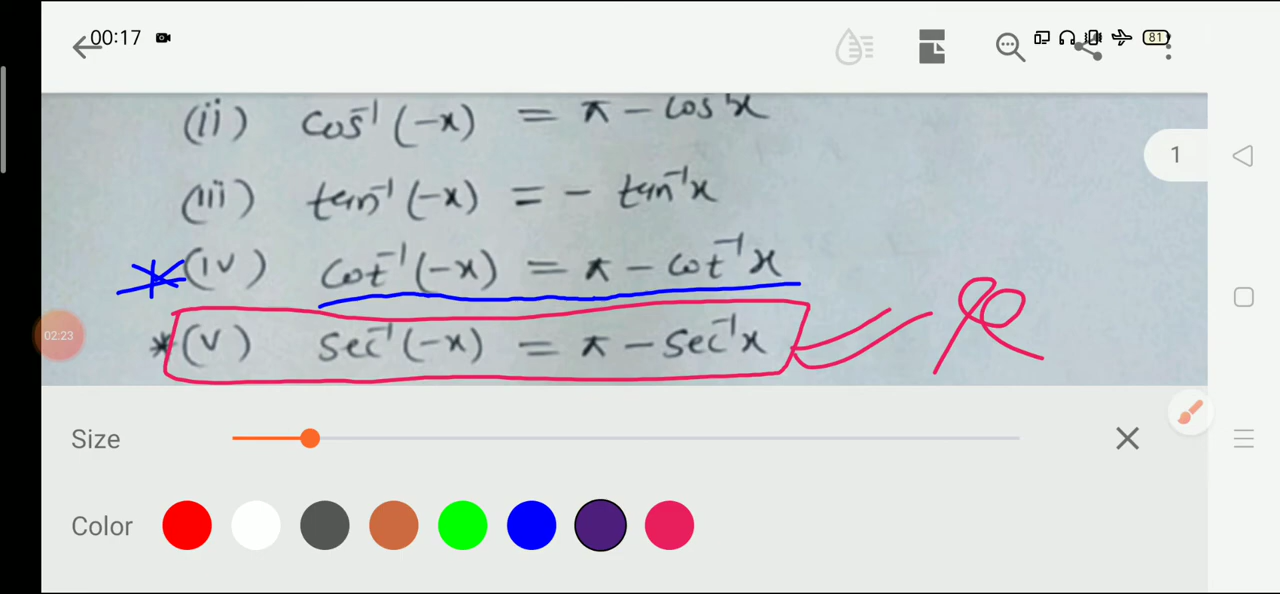 00:17
81
(ii) cos⁻¹(-x) = π - cos⁻¹x
1
(iii) tan⁻¹(-x) = - tan⁻¹x
*(iv) cot⁻¹(-x) = π - cot⁻¹x
02:23
*(v) sec⁻¹(-x) = π - sec⁻¹x
Size
Color